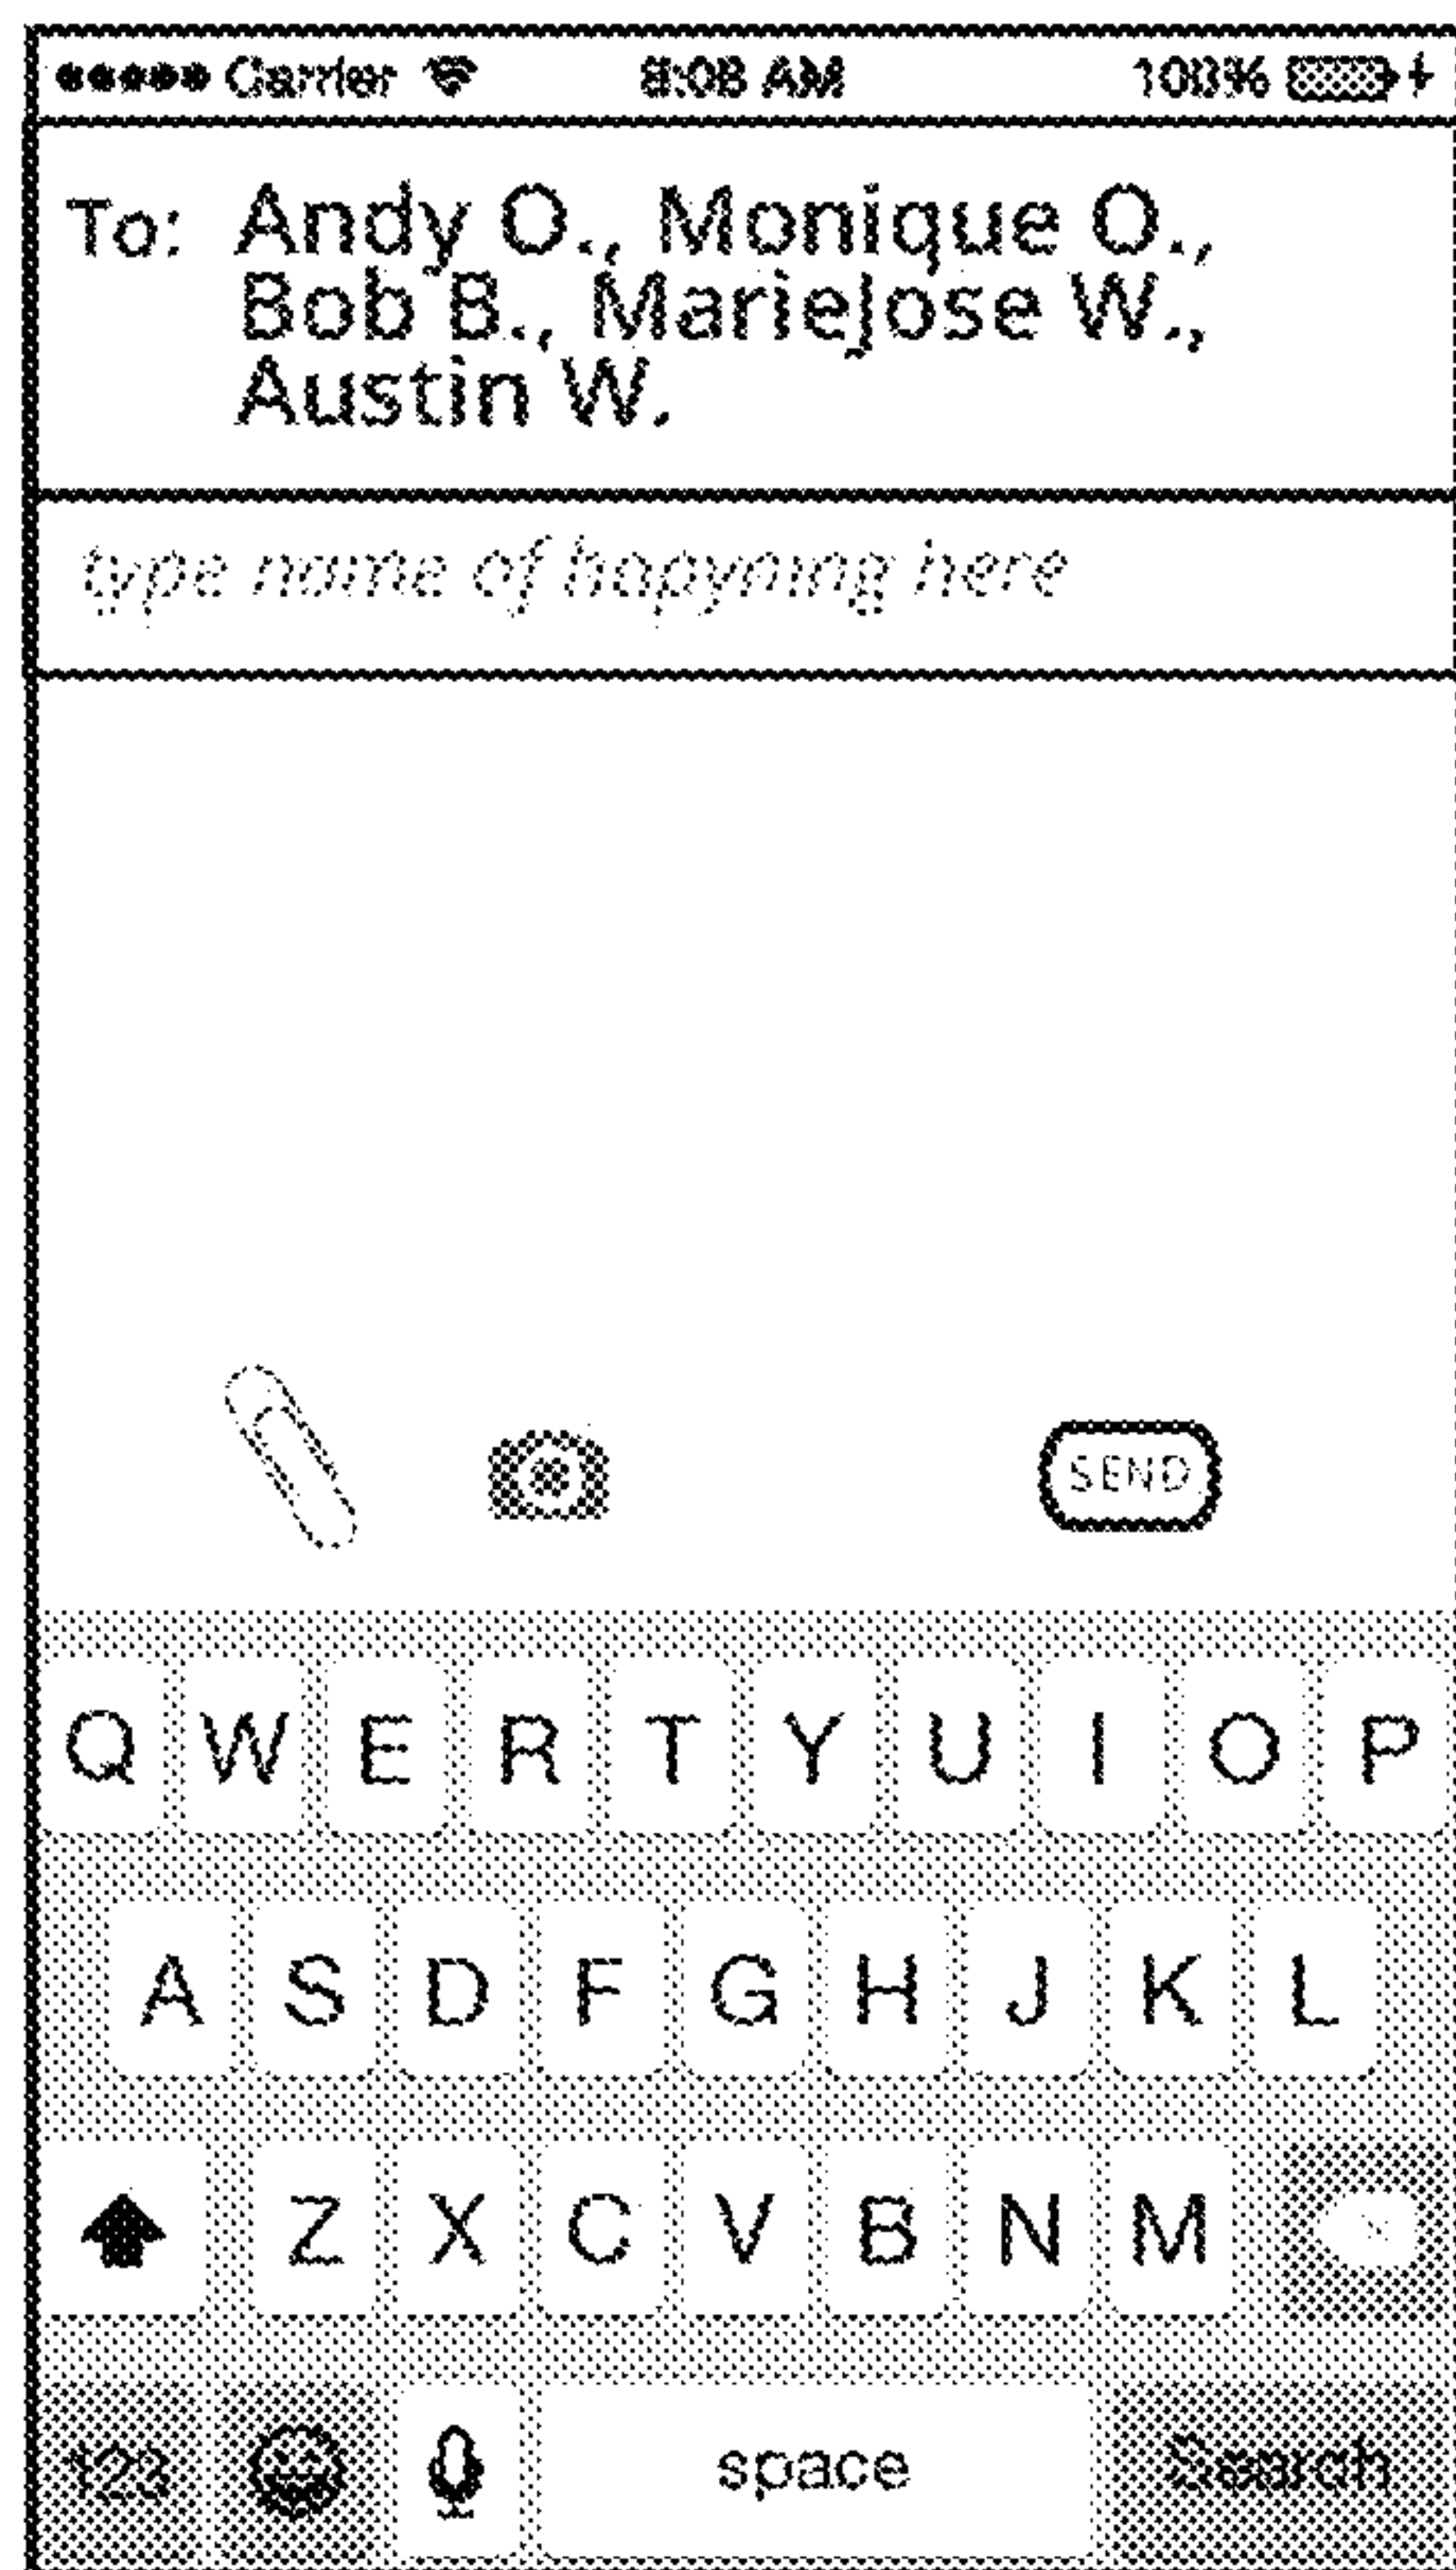 Carrier 8:08 AM 100%
To: Andy O., Monique O.,
Bob B., MarieJose W.,
Austin W.
type name of hapyning here
SEND
Q W E R T Y U I O P
A S D F G H J K L
Z X C V B N M
123 space Search